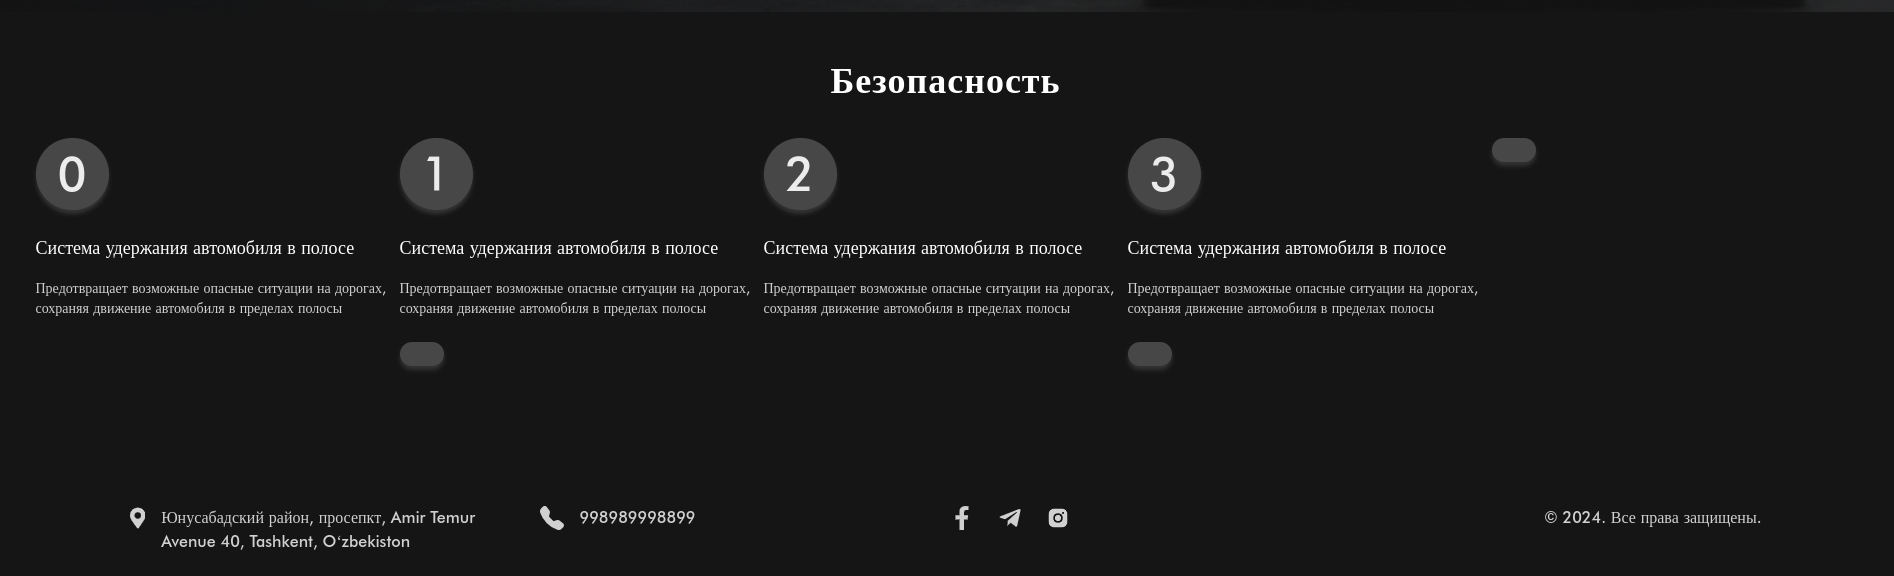 Безопасность
0
1
2
3
Система удержания автомобиля в полосе
Система удержания автомобиля в полосе
Система удержания автомобиля в полосе
Система удержания автомобиля в полосе
Предотвращает возможные опасные ситуации на дорогах,
сохраняя движение автомобиля в пределах полосы
Предотвращает возможные опасные ситуации на дорогах,
сохраняя движение автомобиля в пределах полосы
Предотвращает возможные опасные ситуации на дорогах,
сохраняя движение автомобиля в пределах полосы
Предотвращает возможные опасные ситуации на дорогах,
сохраняя движение автомобиля в пределах полосы
Юнусабадский район, просепкт, Amir Temur
Avenue 40, Tashkent, Oʻzbekiston
998989998899
© 2024. Все права защищены.